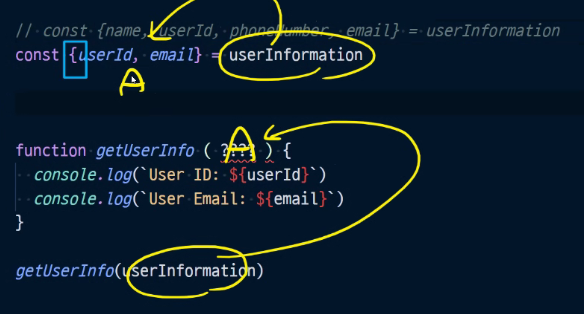 // const {name, userId, phoneNumber, email} = userInformation
const {userId, email} = userInformation
function getUserInfo ( ???? ) {
console.log(`User ID: ${userId}`)
console.log(`User Email: ${email}`)
}
getUserInfo(userInformation)